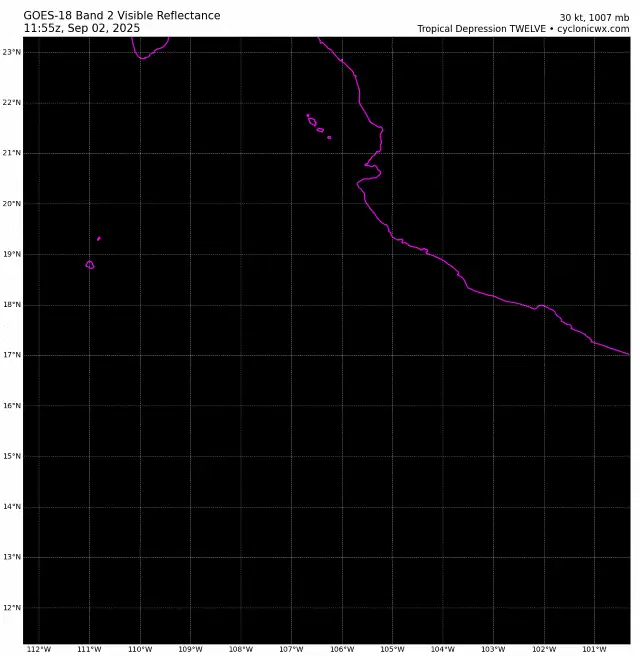 GOES-18 Band 2 Visible Reflectance
11:55z, Sep 02, 2025
30 kt, 1007 mb
Tropical Depression TWELVE • cyclonicwx.com
23°N
22°N
21°N
20°N
19°N
18°N
17°N
16°N
15°N
14°N
13°N
12°N
112°W 111°W 110°W 109°W 108°W 107°W 106°W 105°W 104°W 103°W 102°W 101°W